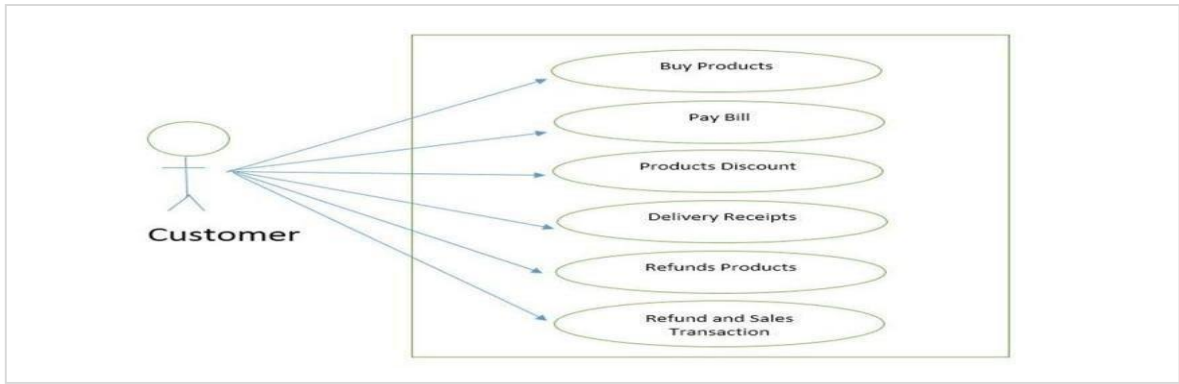 Buy Products
Pay Bill
Products Discount
Delivery Receipts
Customer
Refunds Products
Refund and Sales
Transaction